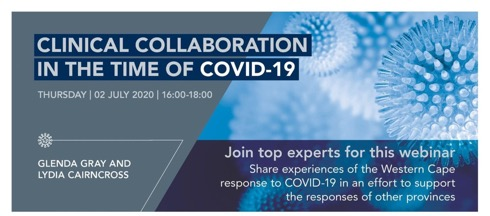 CLINICAL COLLABORATION
IN THE TIME OF COVID-19
THURSDAY | 02 JULY 2020 | 16:00-18:00
GLENDA GRAY AND
LYDIA CAIRNCROSS
Join top experts for this webinar
Share experiences of the Western Cape
response to COVID-19 in an effort to support
the responses of other provinces